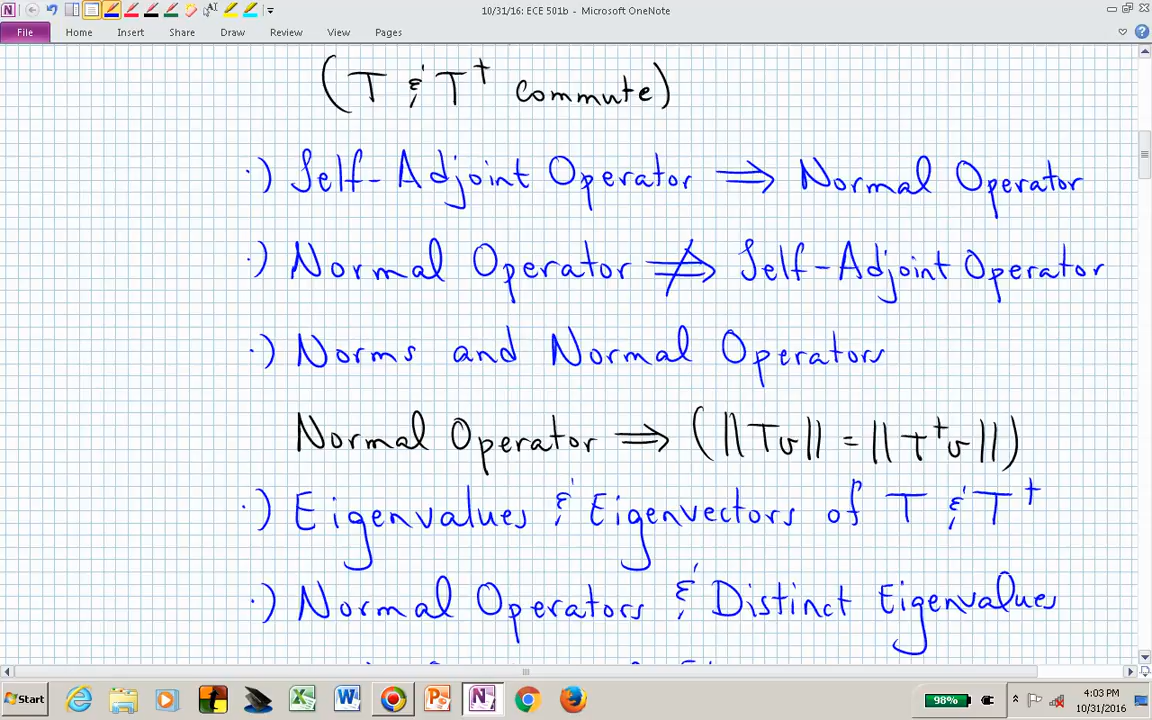 10/31/16: ECE 501b - Microsoft OneNote
File Home Insert Share Draw Review View Pages
(T & T† commute)
·) Self-Adjoint Operator ⟹ Normal Operator
·) Normal Operator ⇏ Self-Adjoint Operator
·) Norms and Normal Operators
Normal Operator ⟹ (||Tv|| = ||T†v||)
·) Eigenvalues & Eigenvectors of T & T†
·) Normal Operators & Distinct Eigenvalues
Start
98%
4:03 PM
10/31/2016